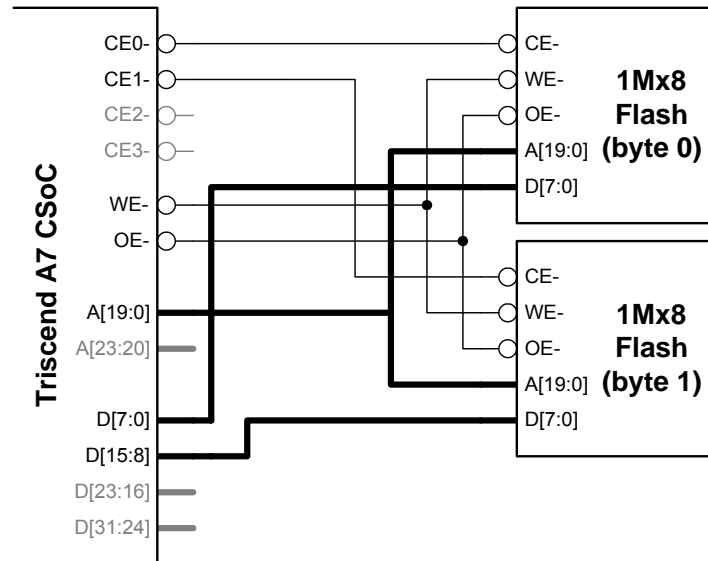 Triscend A7 CSoC
CE0-
CE1-
CE2-
CE3-
WE-
OE-
A[19:0]
A[23:20]
D[7:0]
D[15:8]
D[23:16]
D[31:24]
CE-
WE-
OE-
A[19:0]
D[7:0]
1Mx8
Flash
(byte 0)
CE-
WE-
OE-
A[19:0]
D[7:0]
1Mx8
Flash
(byte 1)